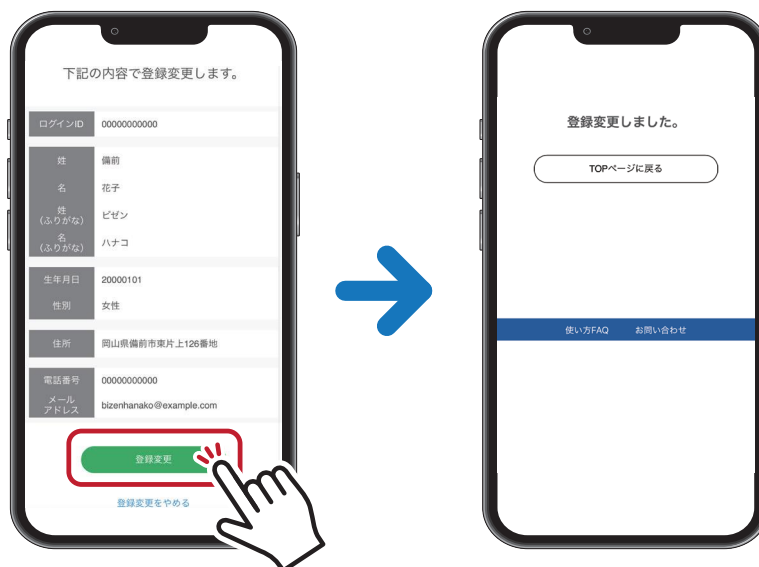 下記の内容で登録変更します。
ログインID 00000000000
姓 備前
名 花子
姓
(ふりがな) ビゼン
名
(ふりがな) ハナコ
生年月日 20000101
性別 女性
住所 岡山県備前市東片上126番地
電話番号 00000000000
メール
アドレス bizenhanako@example.com
登録変更
登録変更をやめる
登録変更しました。
TOPページに戻る
使い方FAQ お問い合わせ